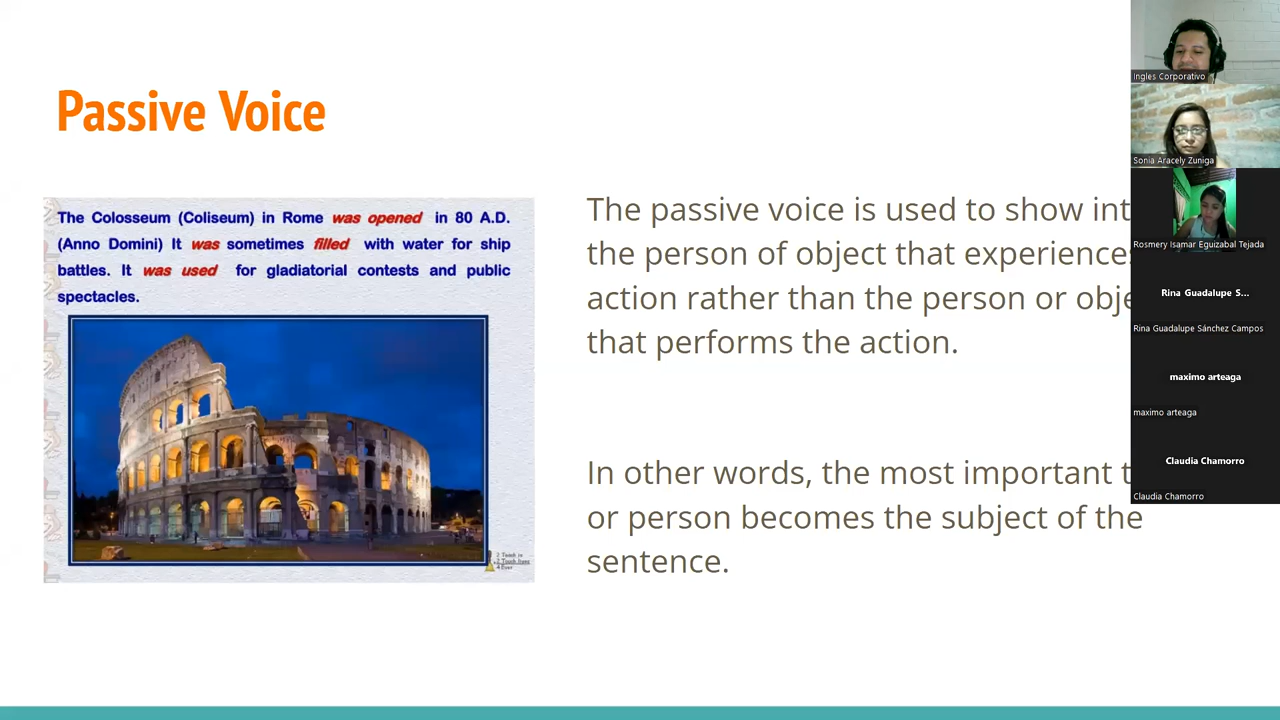 Passive Voice
The Colosseum (Coliseum) in Rome was opened in 80 A.D.
(Anno Domini) It was sometimes filled with water for ship
battles. It was used for gladiatorial contests and public
spectacles.
The passive voice is used to show int
the person of object that experiences
action rather than the person or obje
that performs the action.
In other words, the most important t
or person becomes the subject of the
sentence.
Ingles Corporativo
Sonia Aracely Zuniga
Rosmery Isamar Eguizabal Tejada
Rina Guadalupe S...
Rina Guadalupe Sánchez Campos
maximo arteaga
maximo arteaga
Claudia Chamorro
Claudia Chamorro